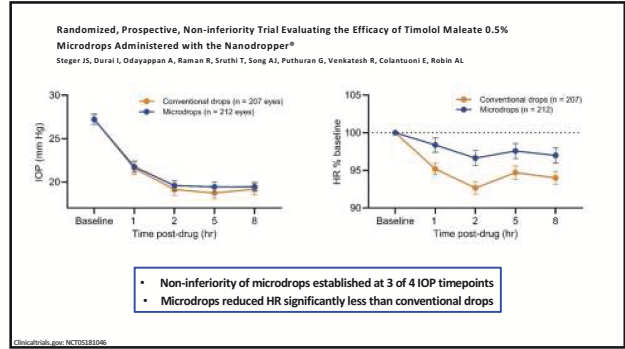 Randomized, Prospective, Non-inferiority Trial Evaluating the Efficacy of Timolol Maleate 0.5%
Microdrops Administered with the Nanodropper®
Steger JS, Durai I, Odayappan A, Raman R, Sruthi T, Song AJ, Puthuran G, Venkatesh R, Colantuoni E, Robin AL
30
25
20
IOP (mm Hg)
Conventional drops (n = 207 eyes)
Microdrops (n = 212 eyes)
Baseline 1 2 5 8
Time post-drug (hr)
105
100
95
90
HR % baseline
Conventional drops (n = 207)
Microdrops (n = 212)
Baseline 1 2 5 8
Time post-drug (hr)
• Non-inferiority of microdrops established at 3 of 4 IOP timepoints
• Microdrops reduced HR significantly less than conventional drops
Clinicaltrials.gov: NCT05181046